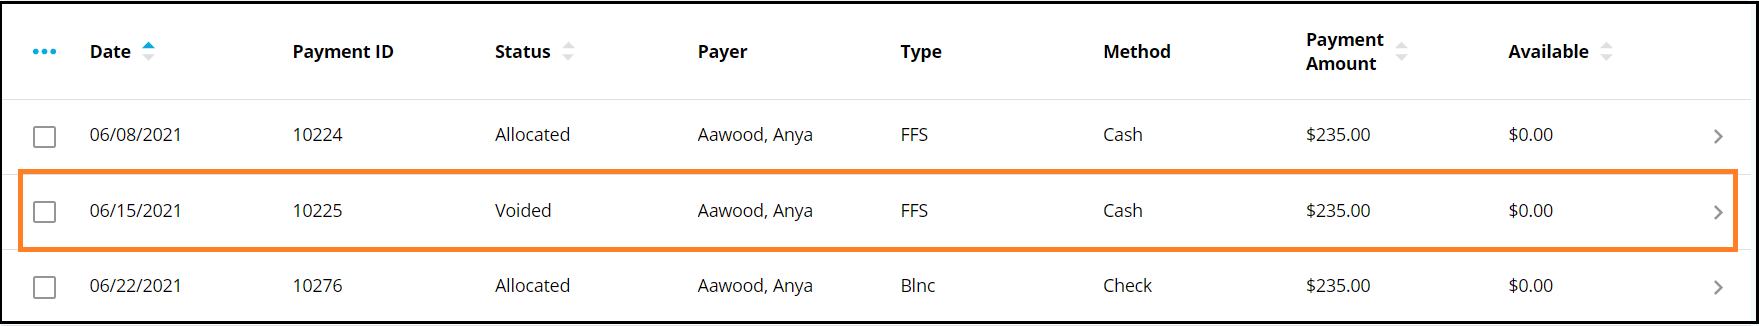 Date Payment ID Status Payer Type Method Payment Amount Available
06/08/2021 10224 Allocated Aawood, Anya FFS Cash $235.00 $0.00
06/15/2021 10225 Voided Aawood, Anya FFS Cash $235.00 $0.00
06/22/2021 10276 Allocated Aawood, Anya Blnc Check $235.00 $0.00